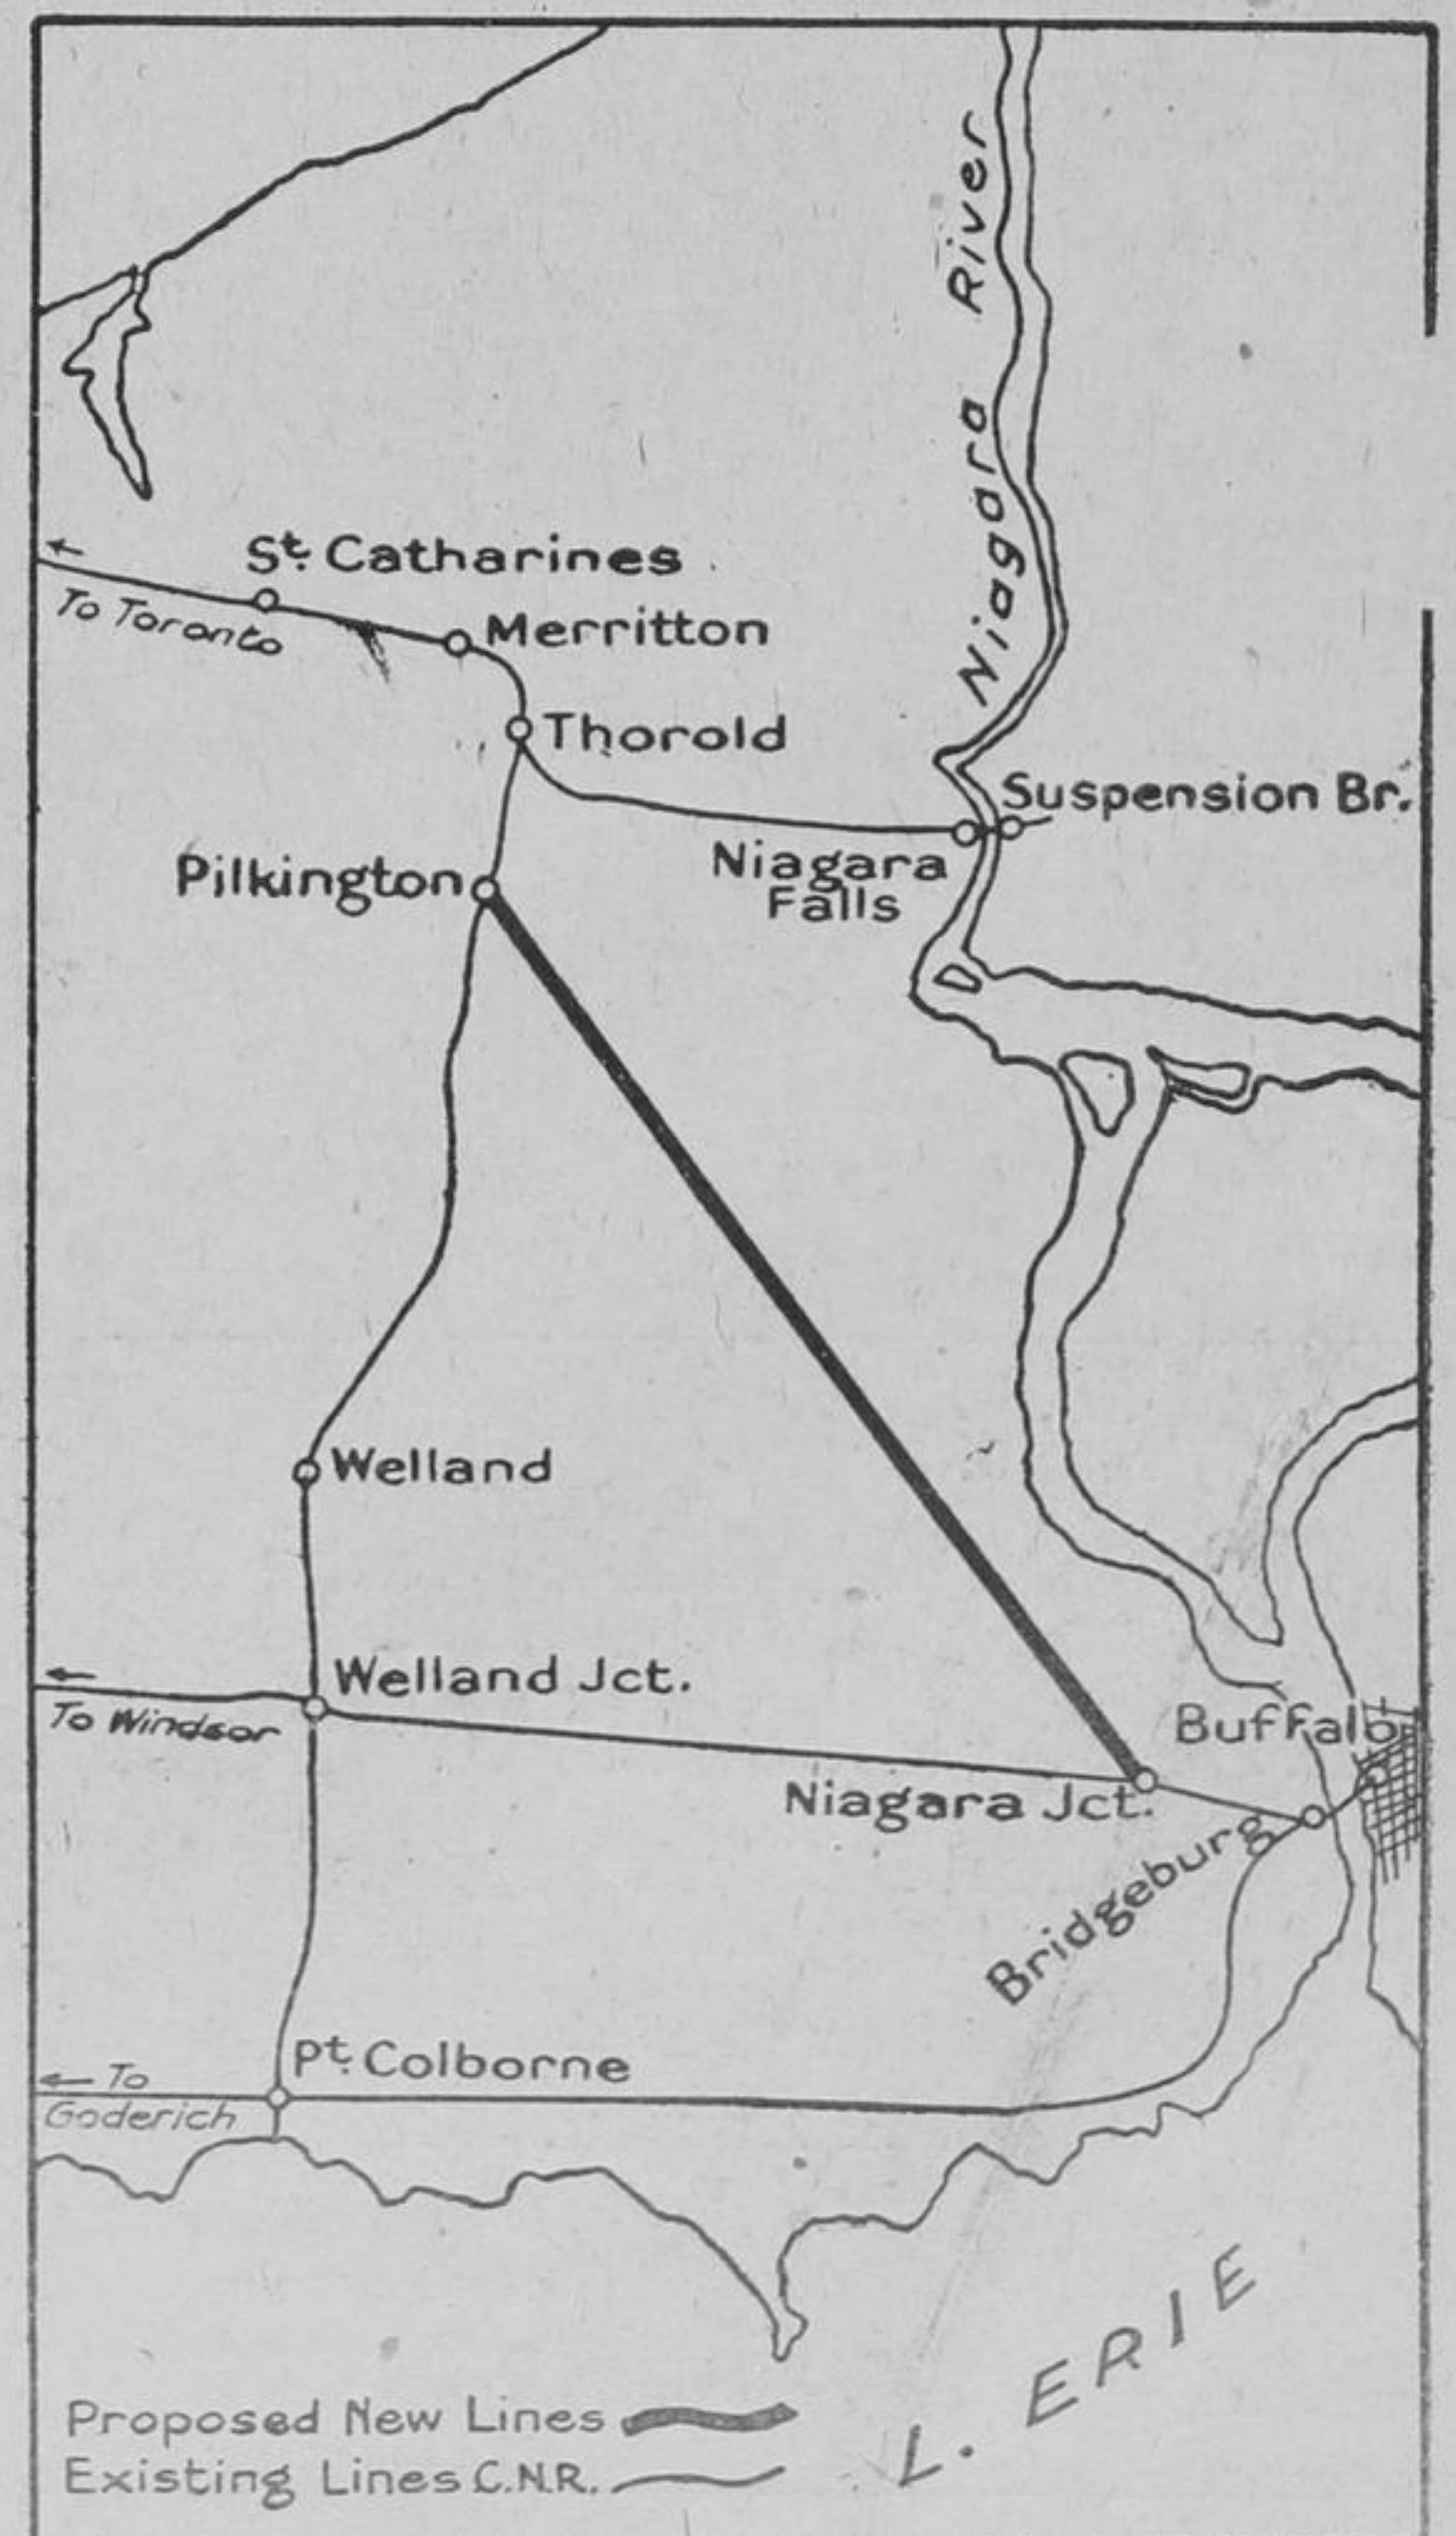 Niagara River
St. Catharines
To Toronto
Merritton
Thorold
Suspension Br.
Niagara
Falls
Pilkington
Welland
Welland Jct.
To Windsor
Buffalo
Niagara Jct.
Bridgeburg
Pt. Colborne
To
Goderich
L. ERIE
Proposed New Lines
Existing Lines C.N.R.